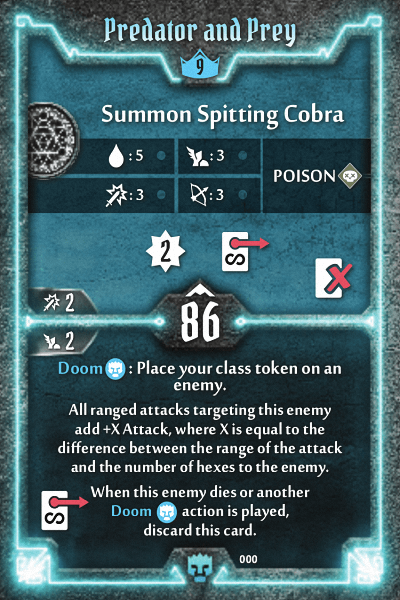 Predator and Prey
9
Summon Spitting Cobra
: 5
: 3
: 3
: 3
POISON
2
S
2
86
2
Doom : Place your class token on an
enemy.
All ranged attacks targeting this enemy
add +X Attack, where X is equal to the
difference between the range of the attack
and the number of hexes to the enemy.
S
When this enemy dies or another
Doom action is played,
discard this card.
000